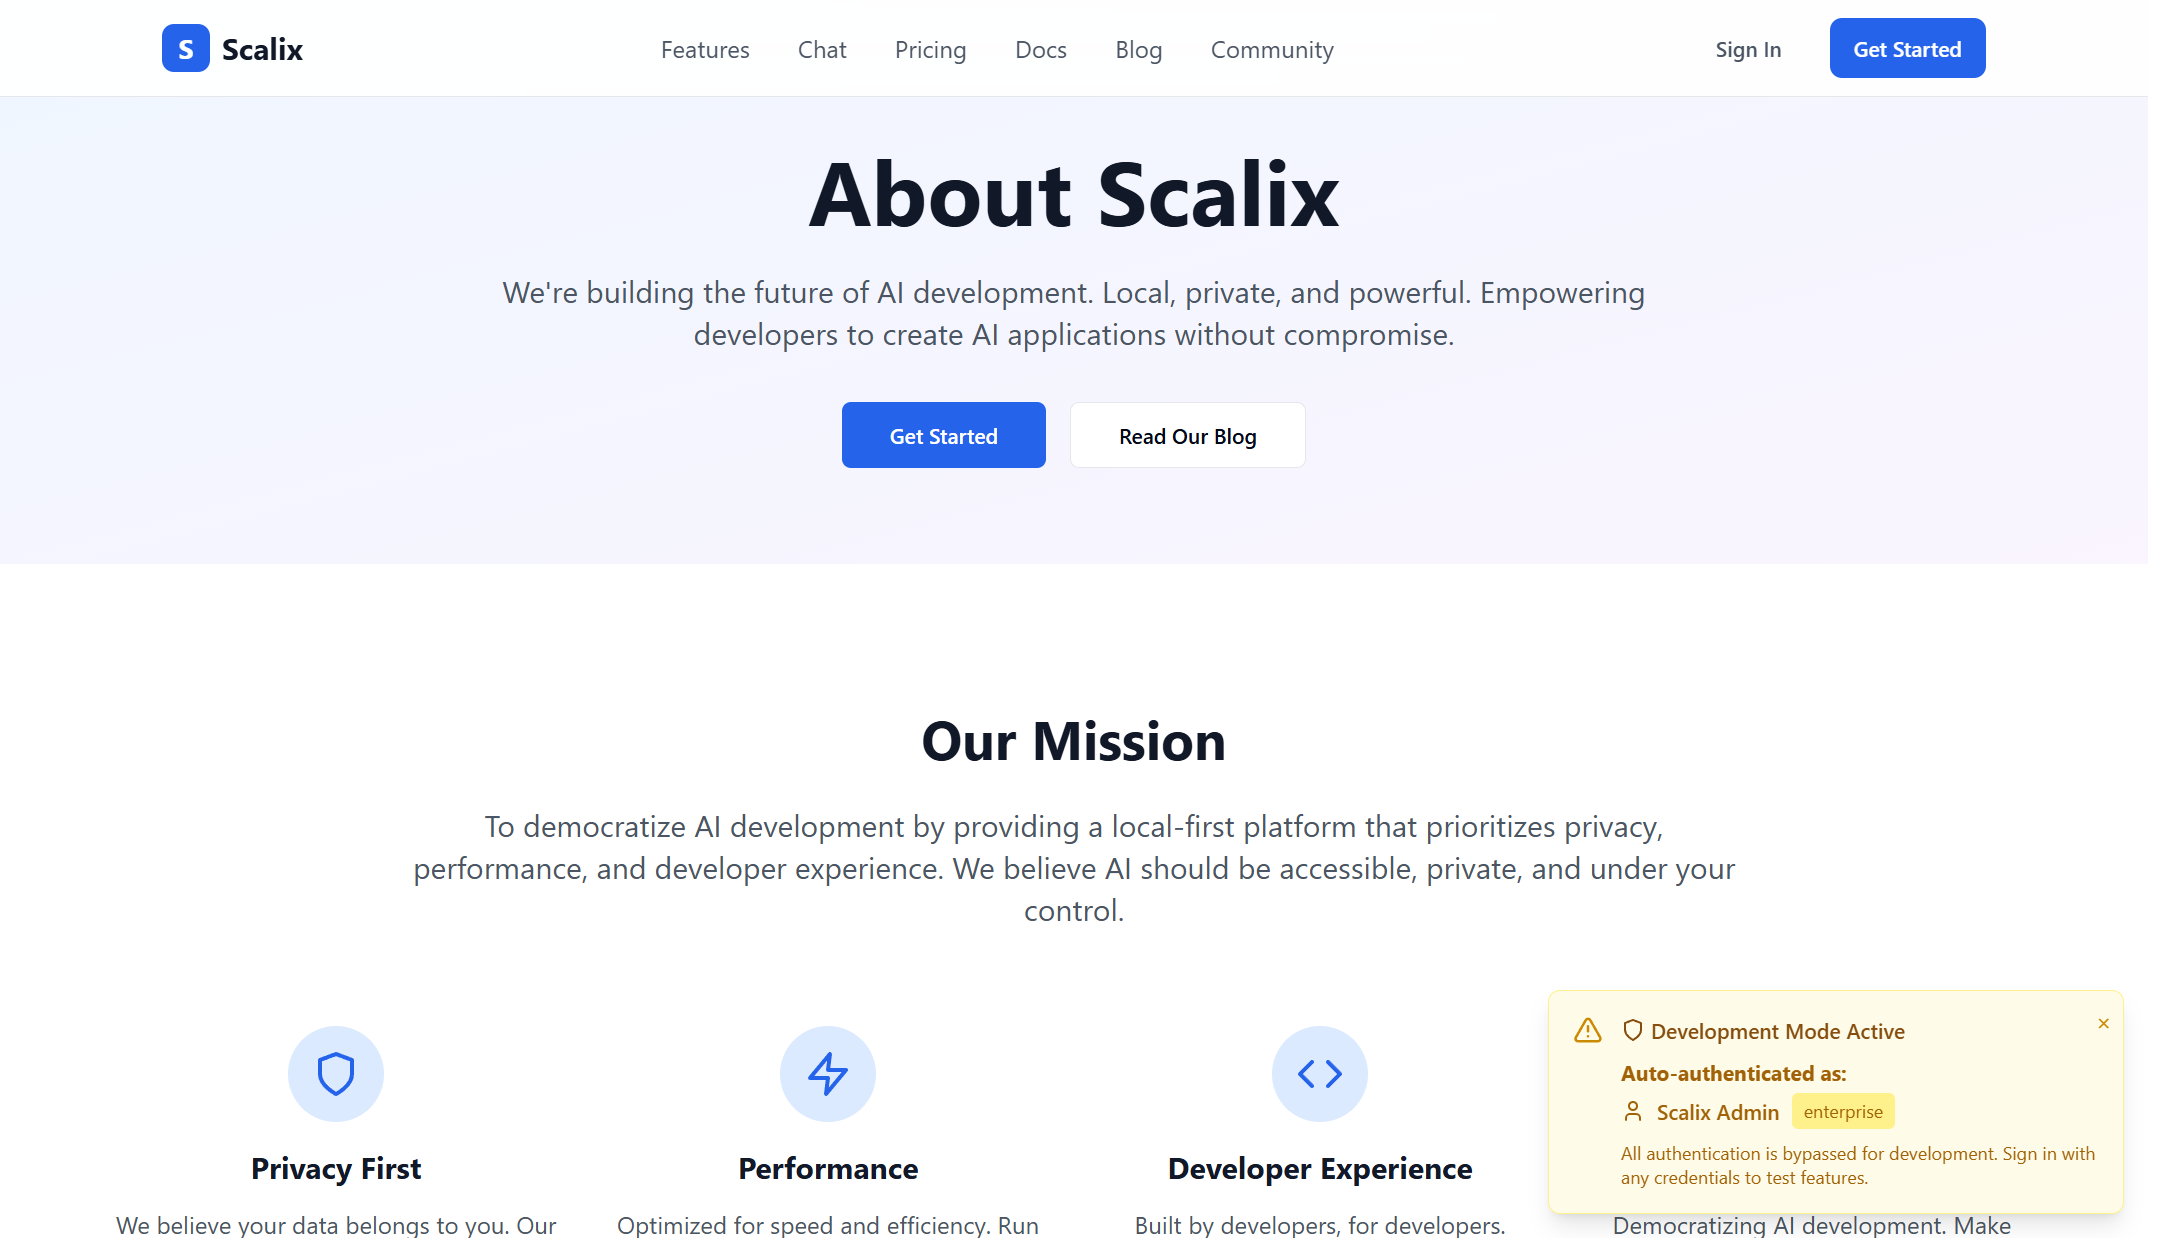 S Scalix
Features Chat Pricing Docs Blog Community
Sign In
Get Started
About Scalix
We're building the future of AI development. Local, private, and powerful. Empowering
developers to create AI applications without compromise.
Get Started
Read Our Blog
Our Mission
To democratize AI development by providing a local-first platform that prioritizes privacy,
performance, and developer experience. We believe AI should be accessible, private, and under your
control.
Privacy First
We believe your data belongs to you. Our
Performance
Optimized for speed and efficiency. Run
Developer Experience
Built by developers, for developers.
Democratizing AI development. Make
Development Mode Active
×
Auto-authenticated as:
Scalix Admin enterprise
All authentication is bypassed for development. Sign in with
any credentials to test features.